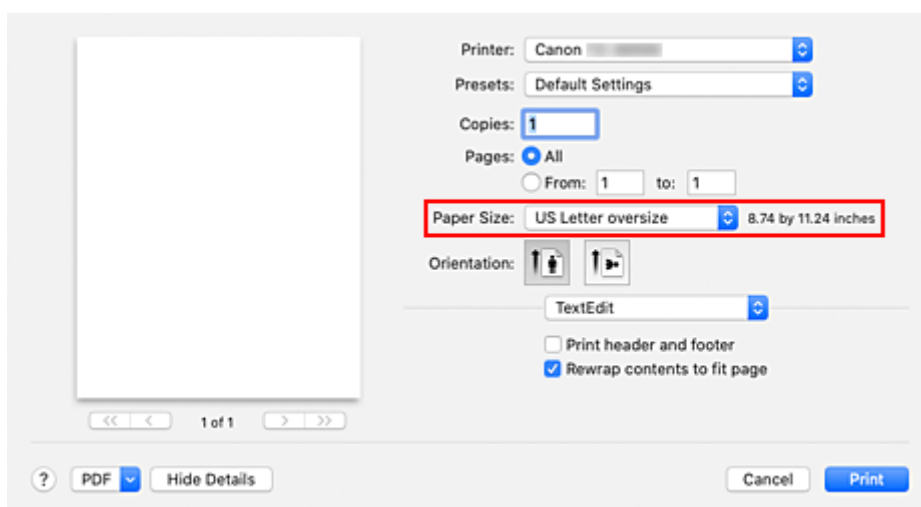 Printer: Canon
Presets: Default Settings
Copies: 1
Pages: All
From: 1 to: 1
Paper Size: US Letter oversize 8.74 by 11.24 inches
Orientation:
TextEdit
Print header and footer
Rewrap contents to fit page
<< < 1 of 1 > >>
? PDF Hide Details Cancel Print